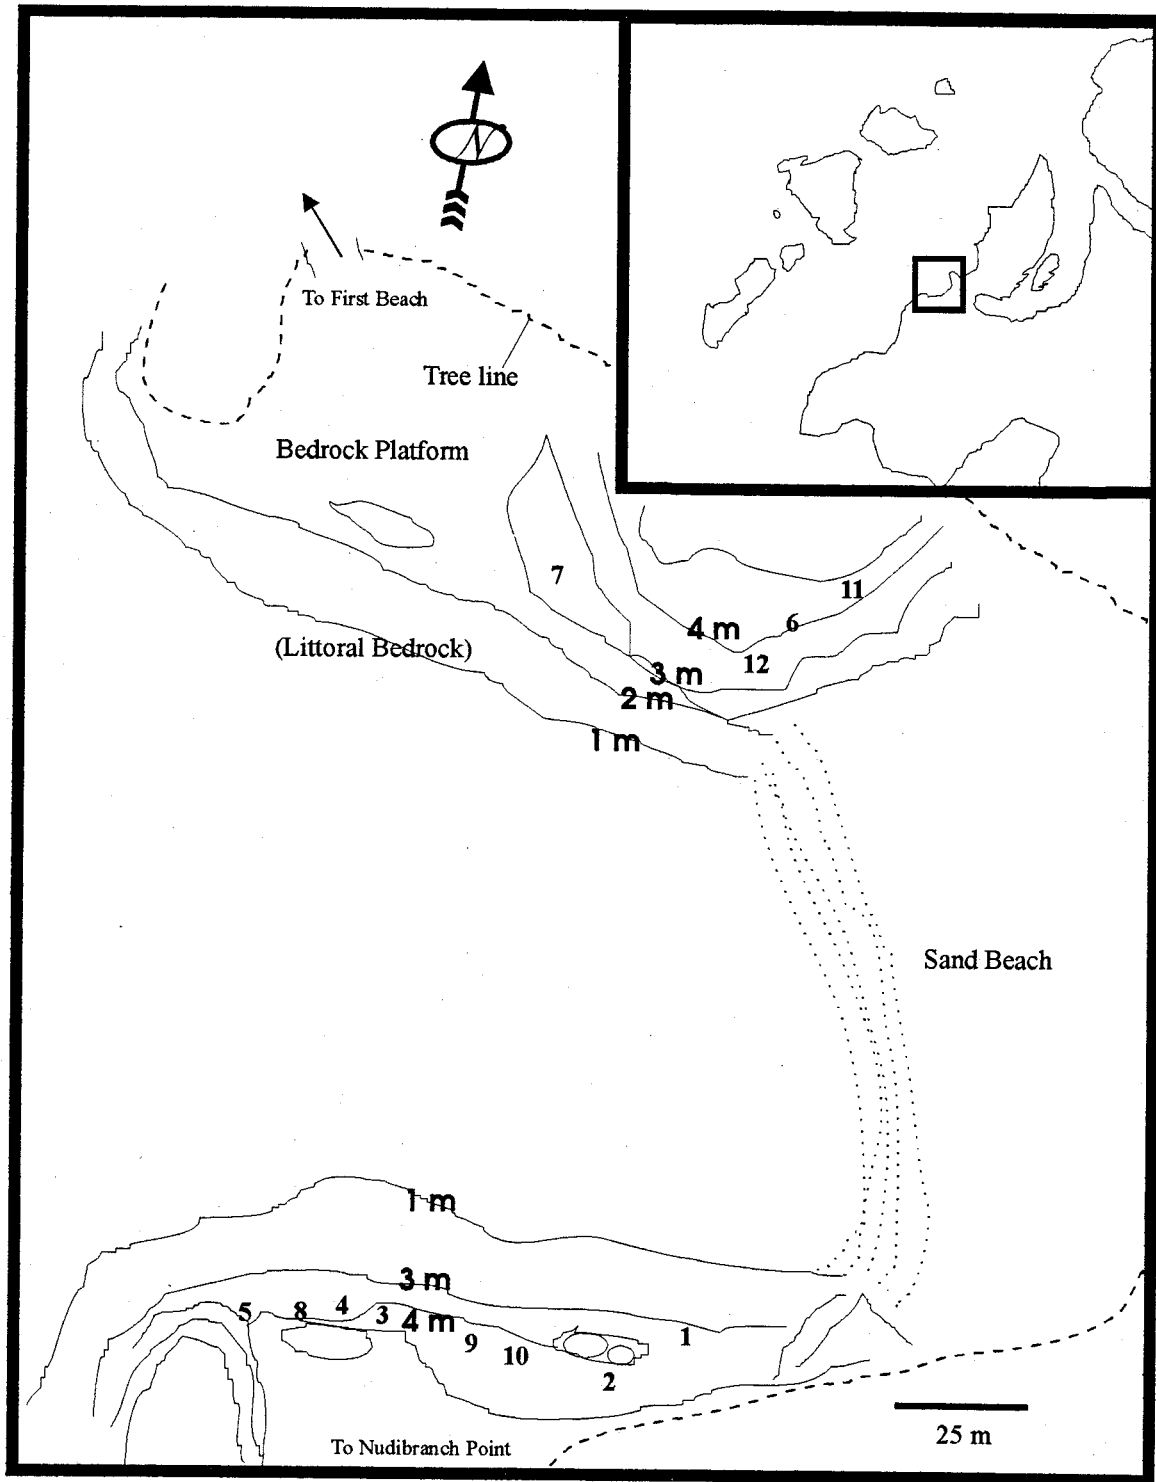 N
To First Beach
Tree line
Bedrock Platform
7
11
6
4 m
(Littoral Bedrock)
12
3 m
2 m
1 m
Sand Beach
1 m
3 m
5
8
4
3
4 m
9
1
10
2
25 m
To Nudibranch Point